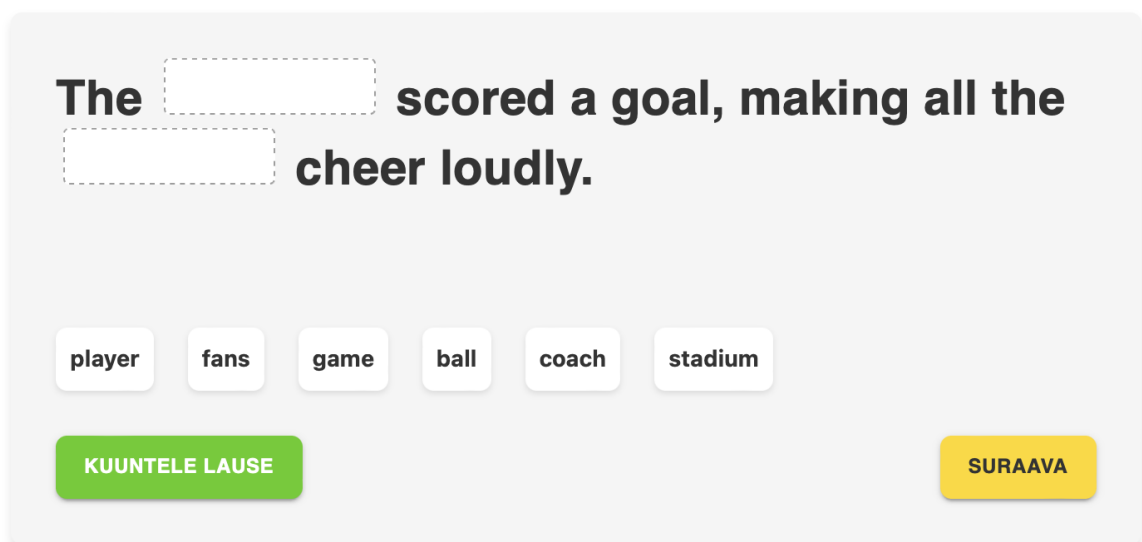 The scored a goal, making all the
cheer loudly.
player fans game ball coach stadium
KUUNTELE LAUSE SURAAVA